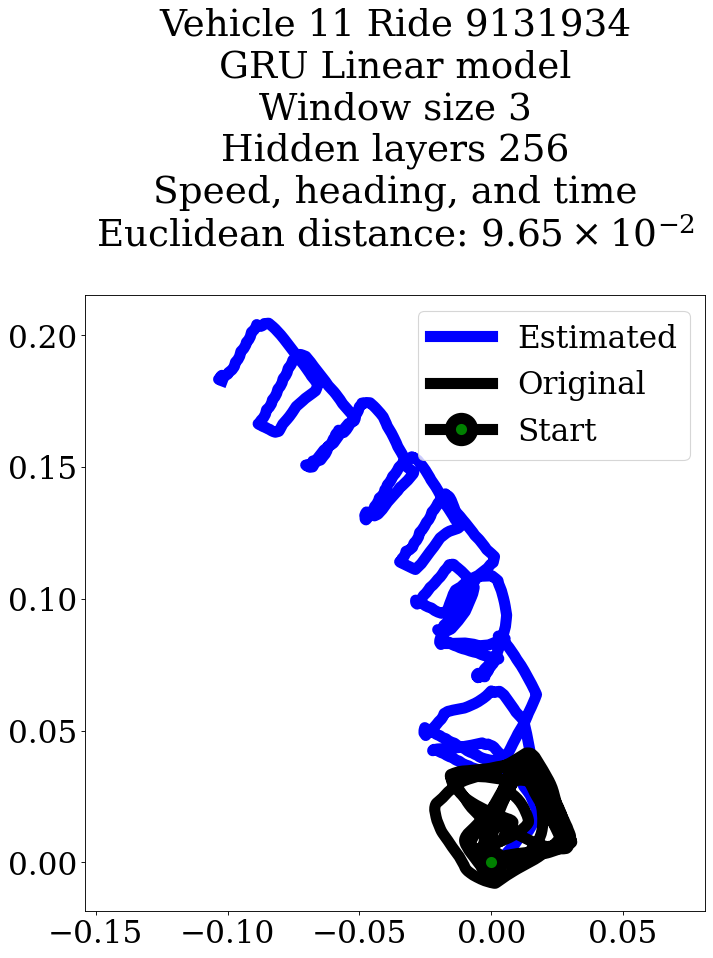 Vehicle 11 Ride 9131934
GRU Linear model
Window size 3
Hidden layers 256
Speed, heading, and time
Euclidean distance: 9.65 × 10⁻²
Estimated
Original
Start
0.20
0.15
0.10
0.05
0.00
−0.15 −0.10 −0.05 0.00 0.05